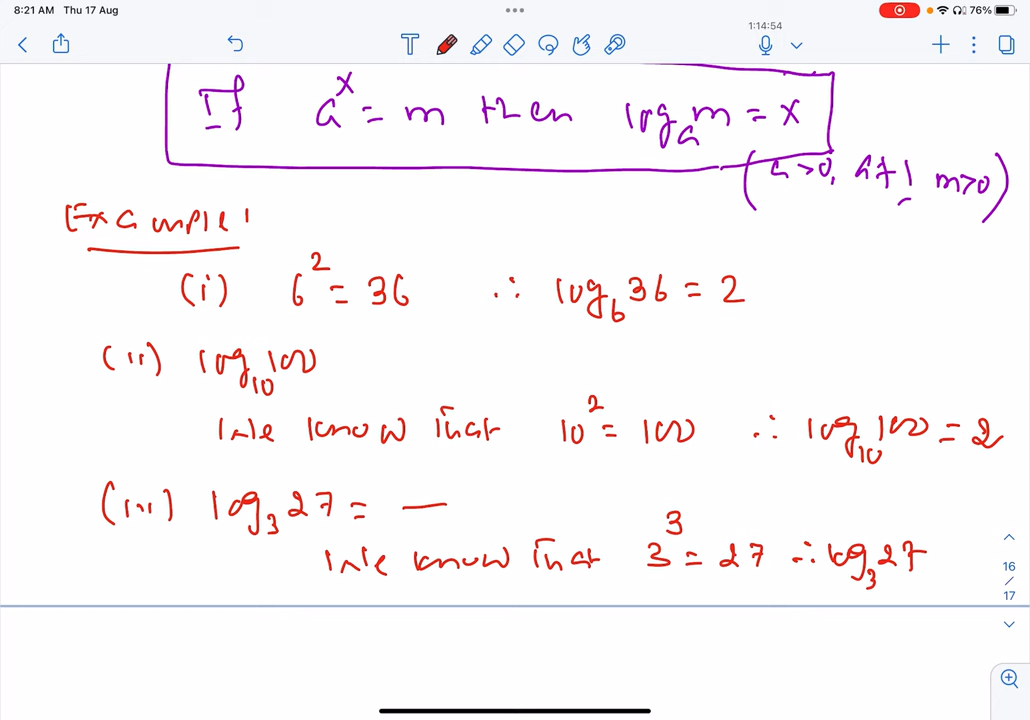 8:21 AM Thu 17 Aug
76%
1:14:54
T
If a^x = m then log_a m = x
(a>0, a≠1 m>0)
Example:
(i) 6^2 = 36 ∴ log_6 36 = 2
(ii) log_10 100
We know that 10^2 = 100 ∴ log_10 100 = 2
(iii) log_3 27 = —
We know that 3^3 = 27 ∴ log_3 27
16
/
17